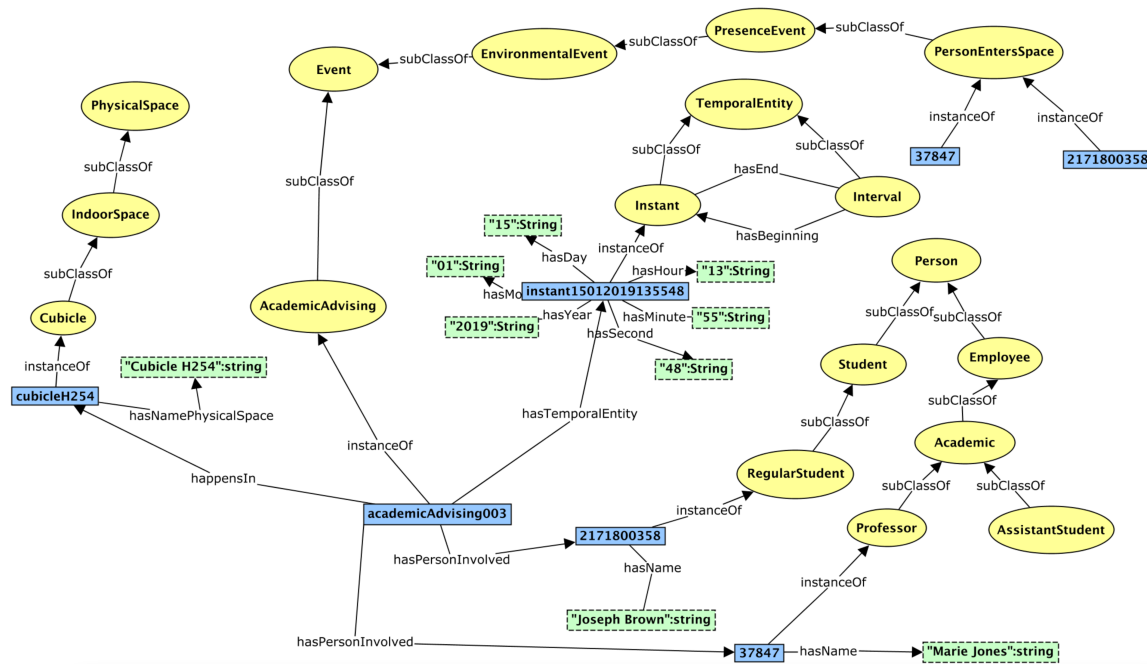 PresenceEvent
subClassOf
subClassOf
EnvironmentalEvent
PersonEntersSpace
subClassOf
Event
PhysicalSpace
TemporalEntity
instanceOf
instanceOf
subClassOf
subClassOf
37847
2171800358
subClassOf
hasEnd
subClassOf
IndoorSpace
Instant
Interval
"15":String
hasBeginning
instanceOf
hasDay
Person
"01":String
hasHour
"13":String
subClassOf
hasMo
instant15012019135548
AcademicAdvising
subClassOf
subClassOf
Cubicle
hasYear
hasMinute
"55":String
"2019":String
hasSecond
Student
Employee
instanceOf
"Cubicle H254":string
"48":String
cubicleH254
subClassOf
hasNamePhysicalSpace
hasTemporalEntity
subClassOf
instanceOf
Academic
RegularStudent
happensIn
subClassOf
subClassOf
academicAdvising003
instanceOf
Professor
AssistantStudent
2171800358
hasPersonInvolved
hasName
instanceOf
"Joseph Brown":string
hasPersonInvolved
37847
hasName
"Marie Jones":string